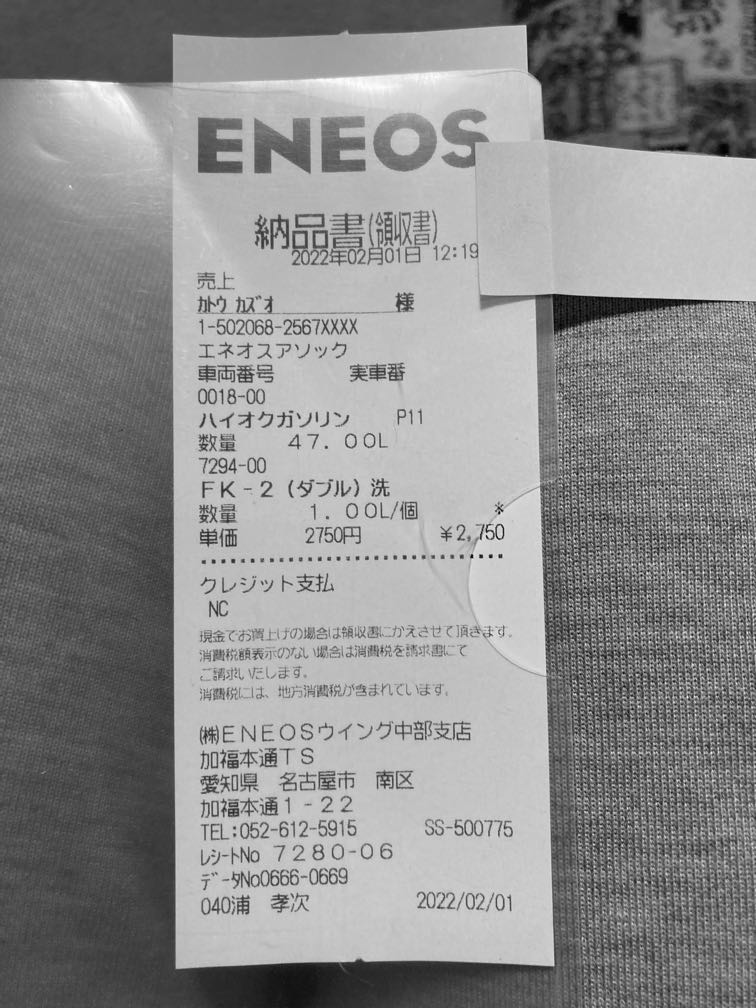 ENEOS
納品書(領収書)
2022年02月01日 12:19
売上
カトウ カズオ 様
1-502068-2567XXXX
エネオスアソック
車両番号 実車番
0018-00
ハイオクガソリン P11
数量 47.00L
7294-00
FK-2(ダブル)洗
数量 1.00L/個 *
単価 2750円 ¥2,750
クレジット支払
NC
現金でお買上げの場合は領収書にかえさせて頂きます。
消費税額表示のない場合は消費税を請求書にて
ご請求いたします。
消費税には、地方消費税が含まれています。
㈱ENEOSウイング中部支店
加福本通TS
愛知県 名古屋市 南区
加福本通1-22
TEL:052-612-5915 SS-500775
レシートNo 7280-06
データNo0666-0669
040浦 孝次 2022/02/01